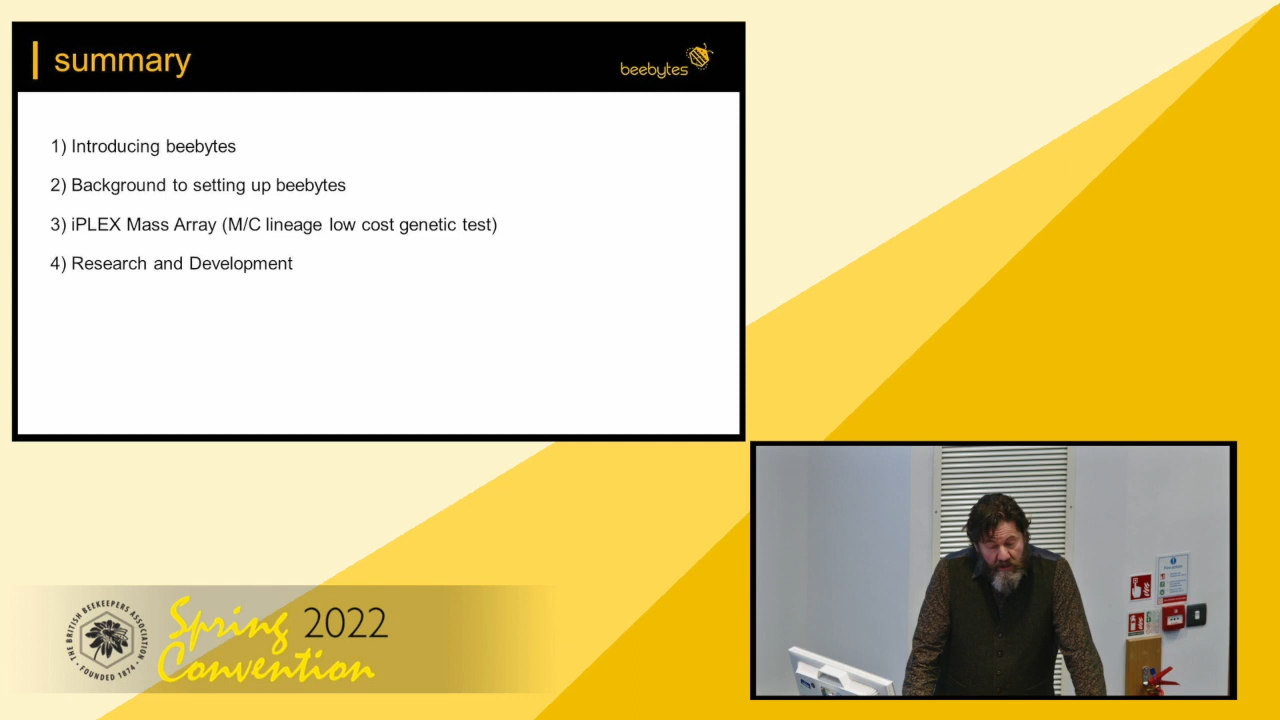 summary
beebytes
1) Introducing beebytes
2) Background to setting up beebytes
3) iPLEX Mass Array (M/C lineage low cost genetic test)
4) Research and Development
THE BRITISH BEEKEEPERS ASSOCIATION
• FOUNDED 1874 •
Spring 2022
Convention